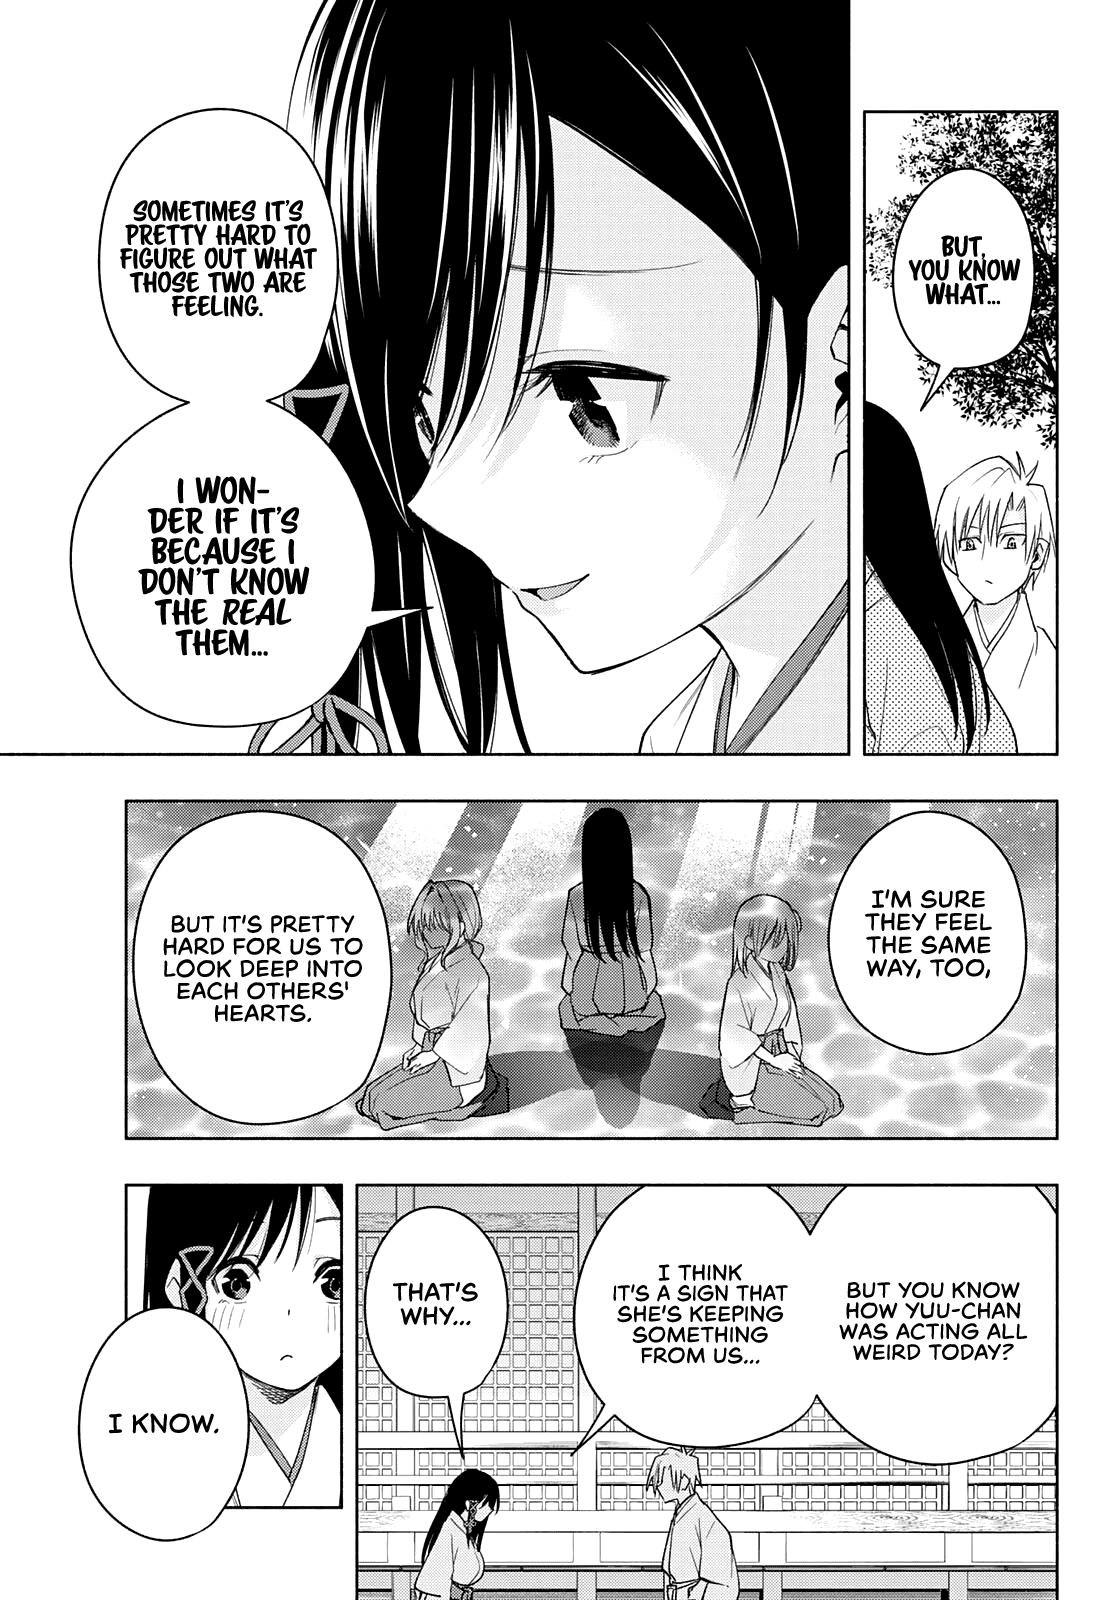 BUT,
YOU KNOW
WHAT...
SOMETIMES IT'S
PRETTY HARD TO
FIGURE OUT WHAT
THOSE TWO ARE
FEELING.
I WON-
DER IF IT'S
BECAUSE I
DON'T KNOW
THE REAL
THEM...
I'M SURE
THEY FEEL
THE SAME
WAY, TOO,
BUT IT'S PRETTY
HARD FOR US TO
LOOK DEEP INTO
EACH OTHERS'
HEARTS.
BUT YOU KNOW
HOW YUU-CHAN
WAS ACTING ALL
WEIRD TODAY?
I THINK
IT'S A SIGN THAT
SHE'S KEEPING
SOMETHING
FROM US...
THAT'S
WHY...
I KNOW.